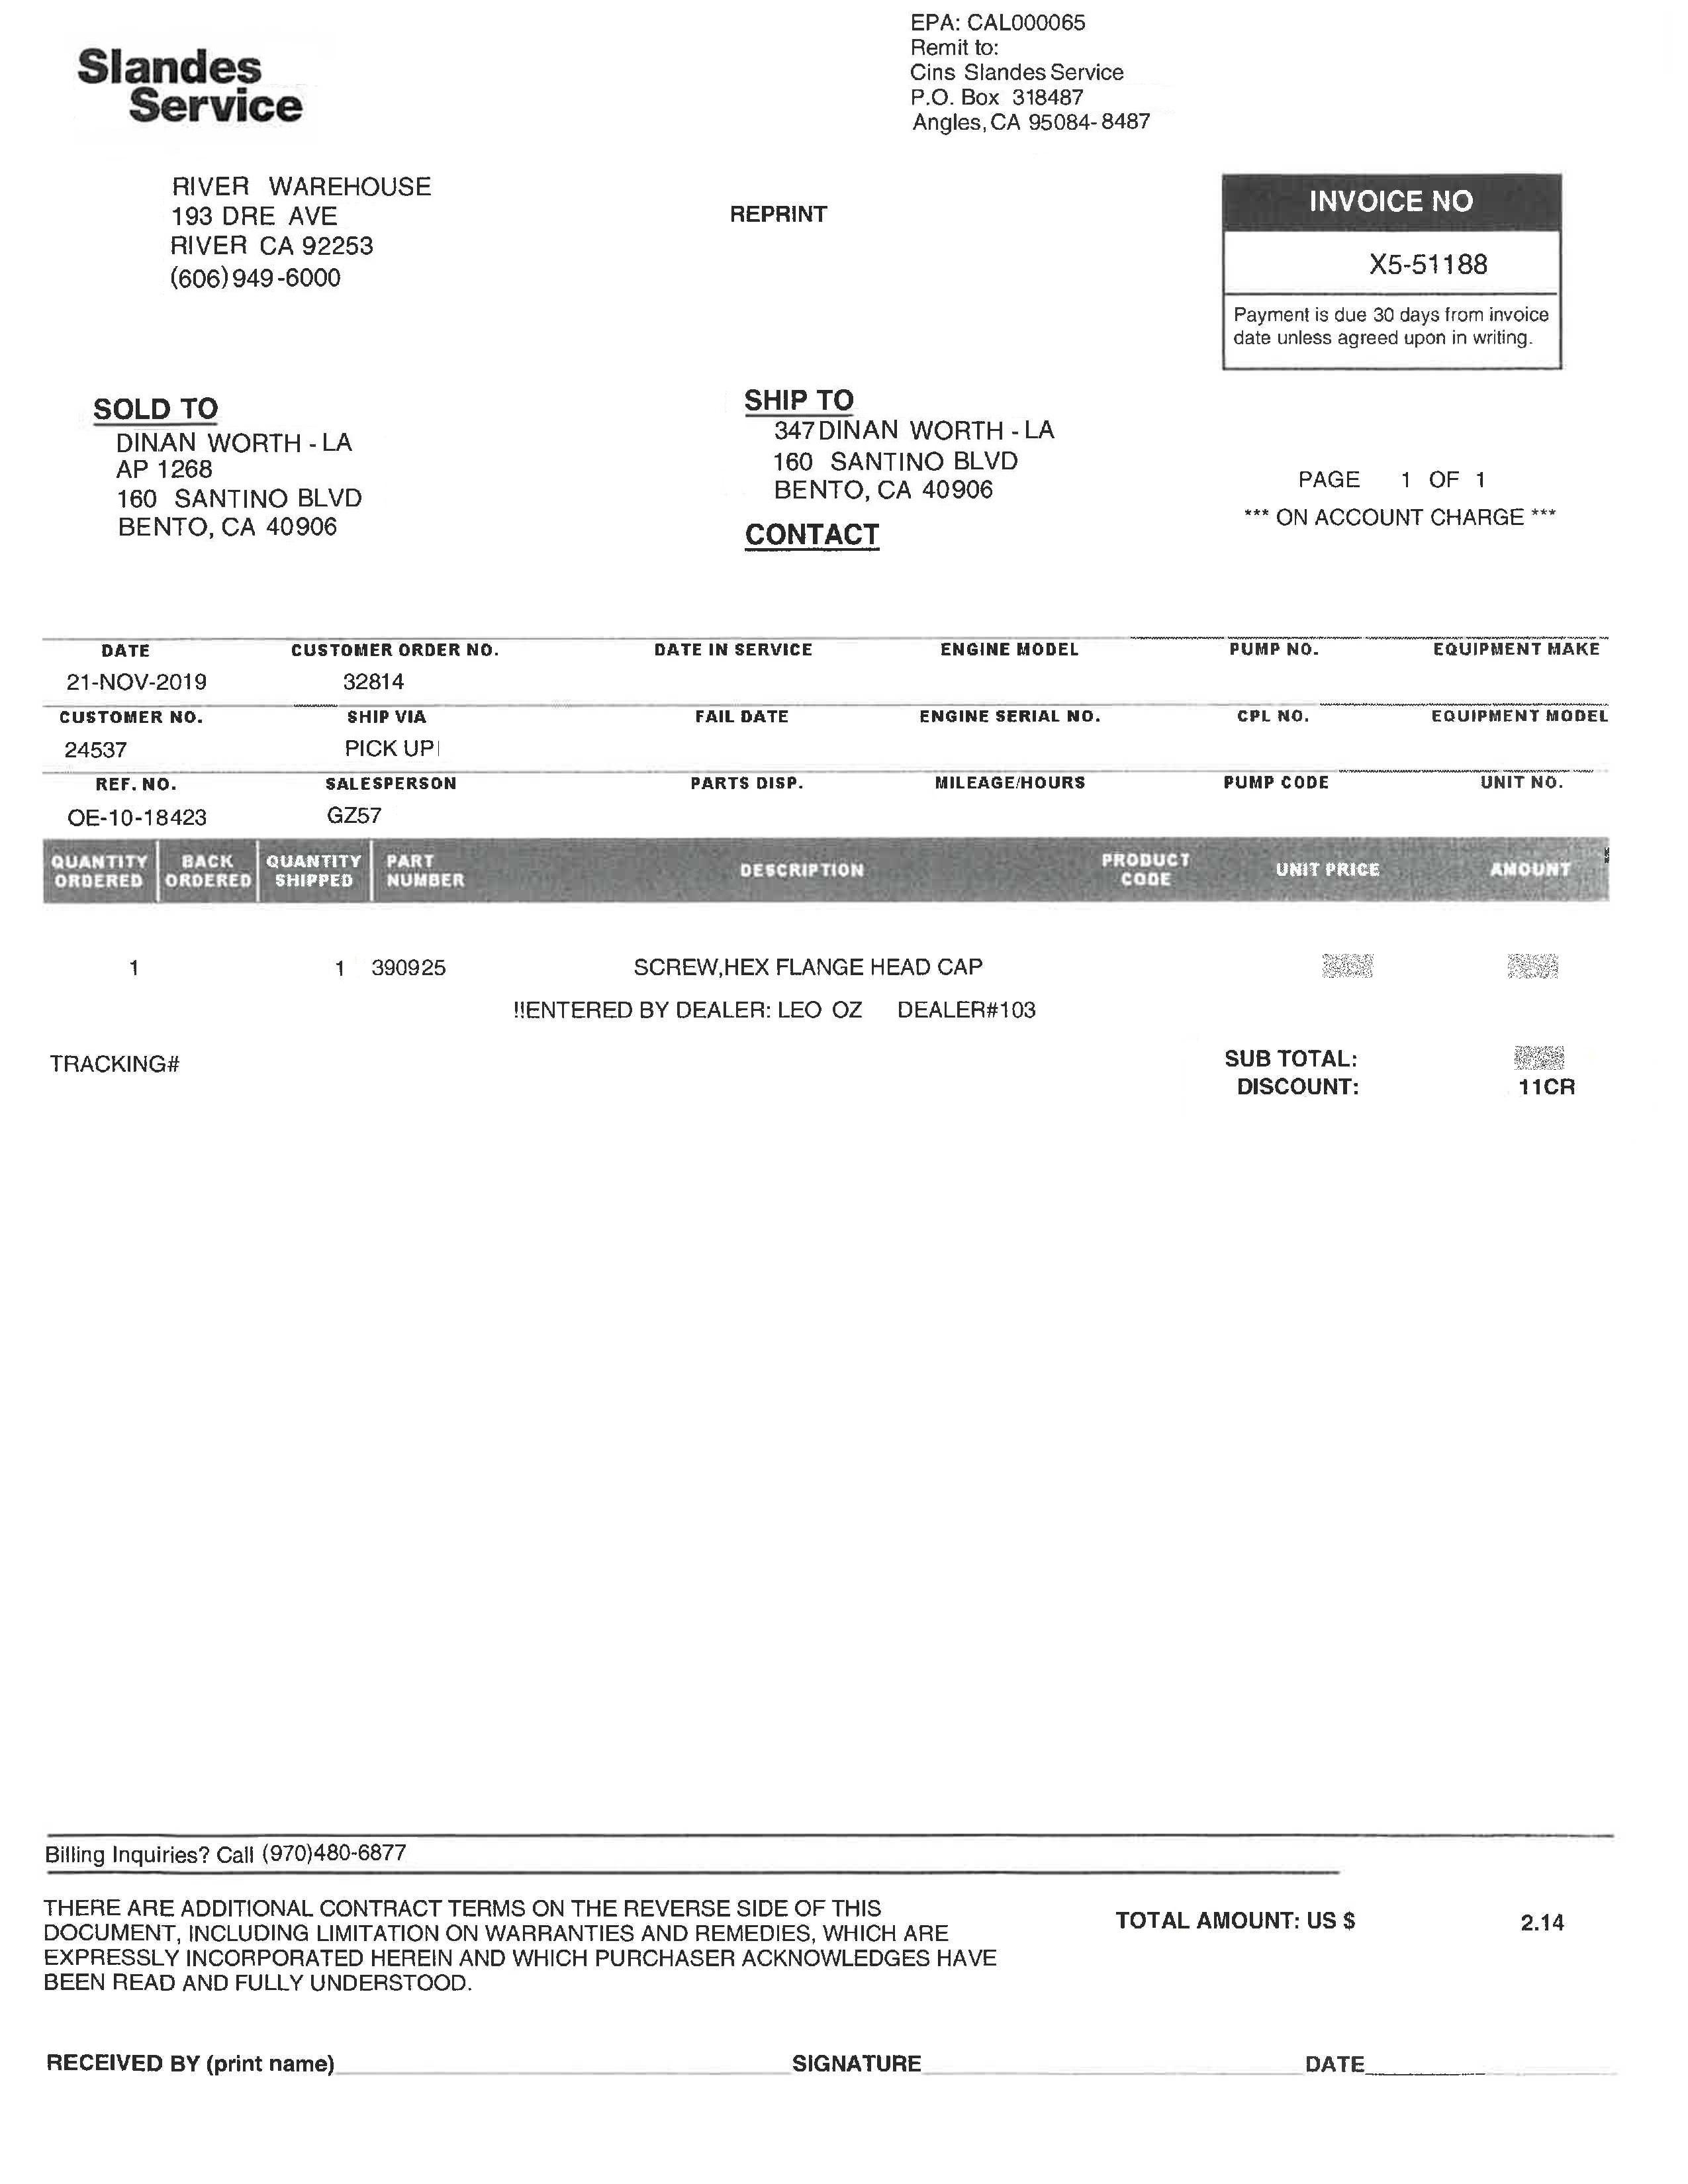 EPA: CAL000065
Remit to:
Cins Slandes Service
P.O. Box 318487
Angles, CA 95084-8487
Slandes
Service
RIVER WAREHOUSE
193 DRE AVE
RIVER CA 92253
(606)949-6000
REPRINT
INVOICE NO
X5-51188
Payment is due 30 days from invoice
date unless agreed upon in writing.
SOLD TO
DINAN WORTH - LA
AP 1268
160 SANTINO BLVD
BENTO, CA 40906
SHIP TO
347 DINAN WORTH - LA
160 SANTINO BLVD
BENTO, CA 40906
CONTACT
PAGE 1 OF 1
*** ON ACCOUNT CHARGE ***
DATE CUSTOMER ORDER NO. DATE IN SERVICE ENGINE MODEL PUMP NO. EQUIPMENT MAKE
21-NOV-2019 32814
CUSTOMER NO. SHIP VIA FAIL DATE ENGINE SERIAL NO. CPL NO. EQUIPMENT MODEL
24537 PICK UP
REF. NO. SALESPERSON PARTS DISP. MILEAGE/HOURS PUMP CODE UNIT NO.
OE-10-18423 GZ57
QUANTITY ORDERED BACK ORDERED QUANTITY SHIPPED PART NUMBER DESCRIPTION PRODUCT CODE UNIT PRICE AMOUNT
1 1 390925 SCREW,HEX FLANGE HEAD CAP
!!ENTERED BY DEALER: LEO OZ DEALER#103
TRACKING#
SUB TOTAL:
DISCOUNT: 11CR
Billing Inquiries? Call (970)480-6877
THERE ARE ADDITIONAL CONTRACT TERMS ON THE REVERSE SIDE OF THIS
DOCUMENT, INCLUDING LIMITATION ON WARRANTIES AND REMEDIES, WHICH ARE
EXPRESSLY INCORPORATED HEREIN AND WHICH PURCHASER ACKNOWLEDGES HAVE
BEEN READ AND FULLY UNDERSTOOD.
TOTAL AMOUNT: US $ 2.14
RECEIVED BY (print name) SIGNATURE DATE